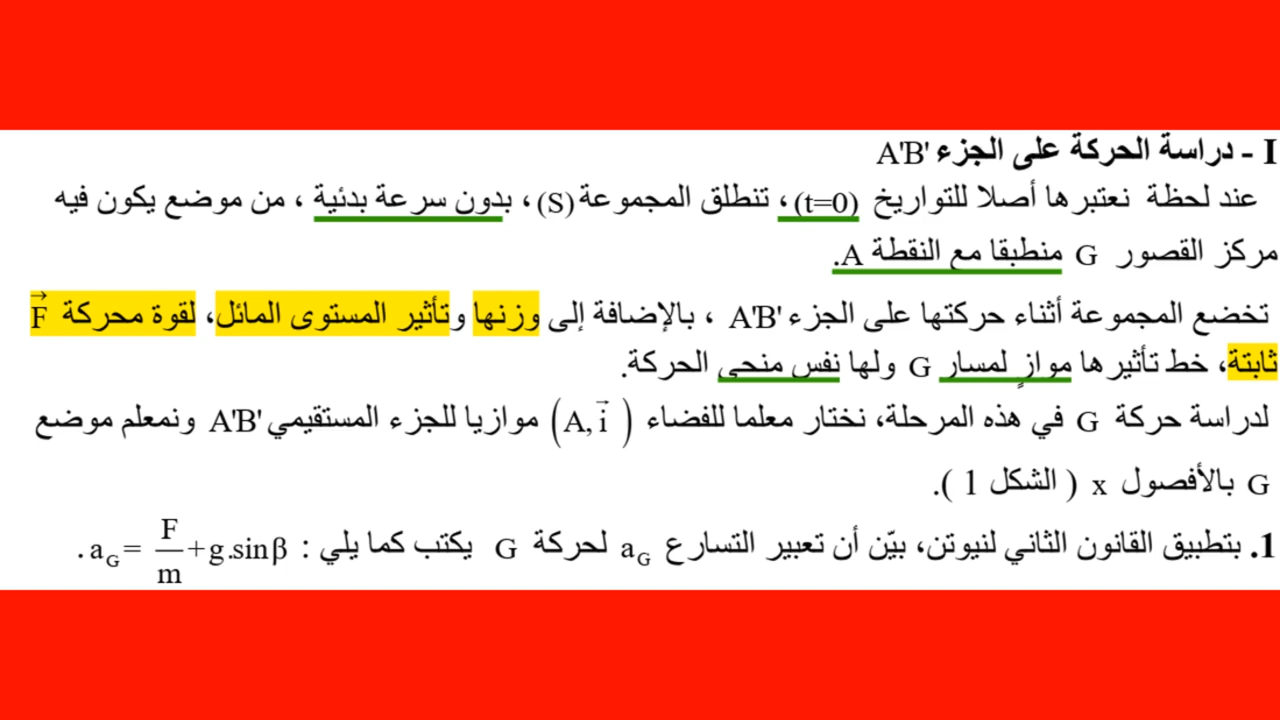 I - دراسة الحركة على الجزء A'B'
عند لحظة نعتبرها أصلا للتواريخ (t=0)، تنطلق المجموعة (S)، بدون سرعة بدئية ، من موضع يكون فيه
مركز القصور G منطبقا مع النقطة A.
تخضع المجموعة أثناء حركتها على الجزء A'B' ، بالإضافة إلى وزنها وتأثير المستوى المائل، لقوة محركة F⃗
ثابتة، خط تأثيرها موازٍ لمسار G ولها نفس منحى الحركة.
لدراسة حركة G في هذه المرحلة، نختار معلما للفضاء (A, i⃗ ) موازيا للجزء المستقيمي A'B' ونمعلم موضع
G بالأفصول x ( الشكل 1 ).
1. بتطبيق القانون الثاني لنيوتن، بيّن أن تعبير التسارع a_G لحركة G يكتب كما يلي : a_G = F/m + g.sinβ .